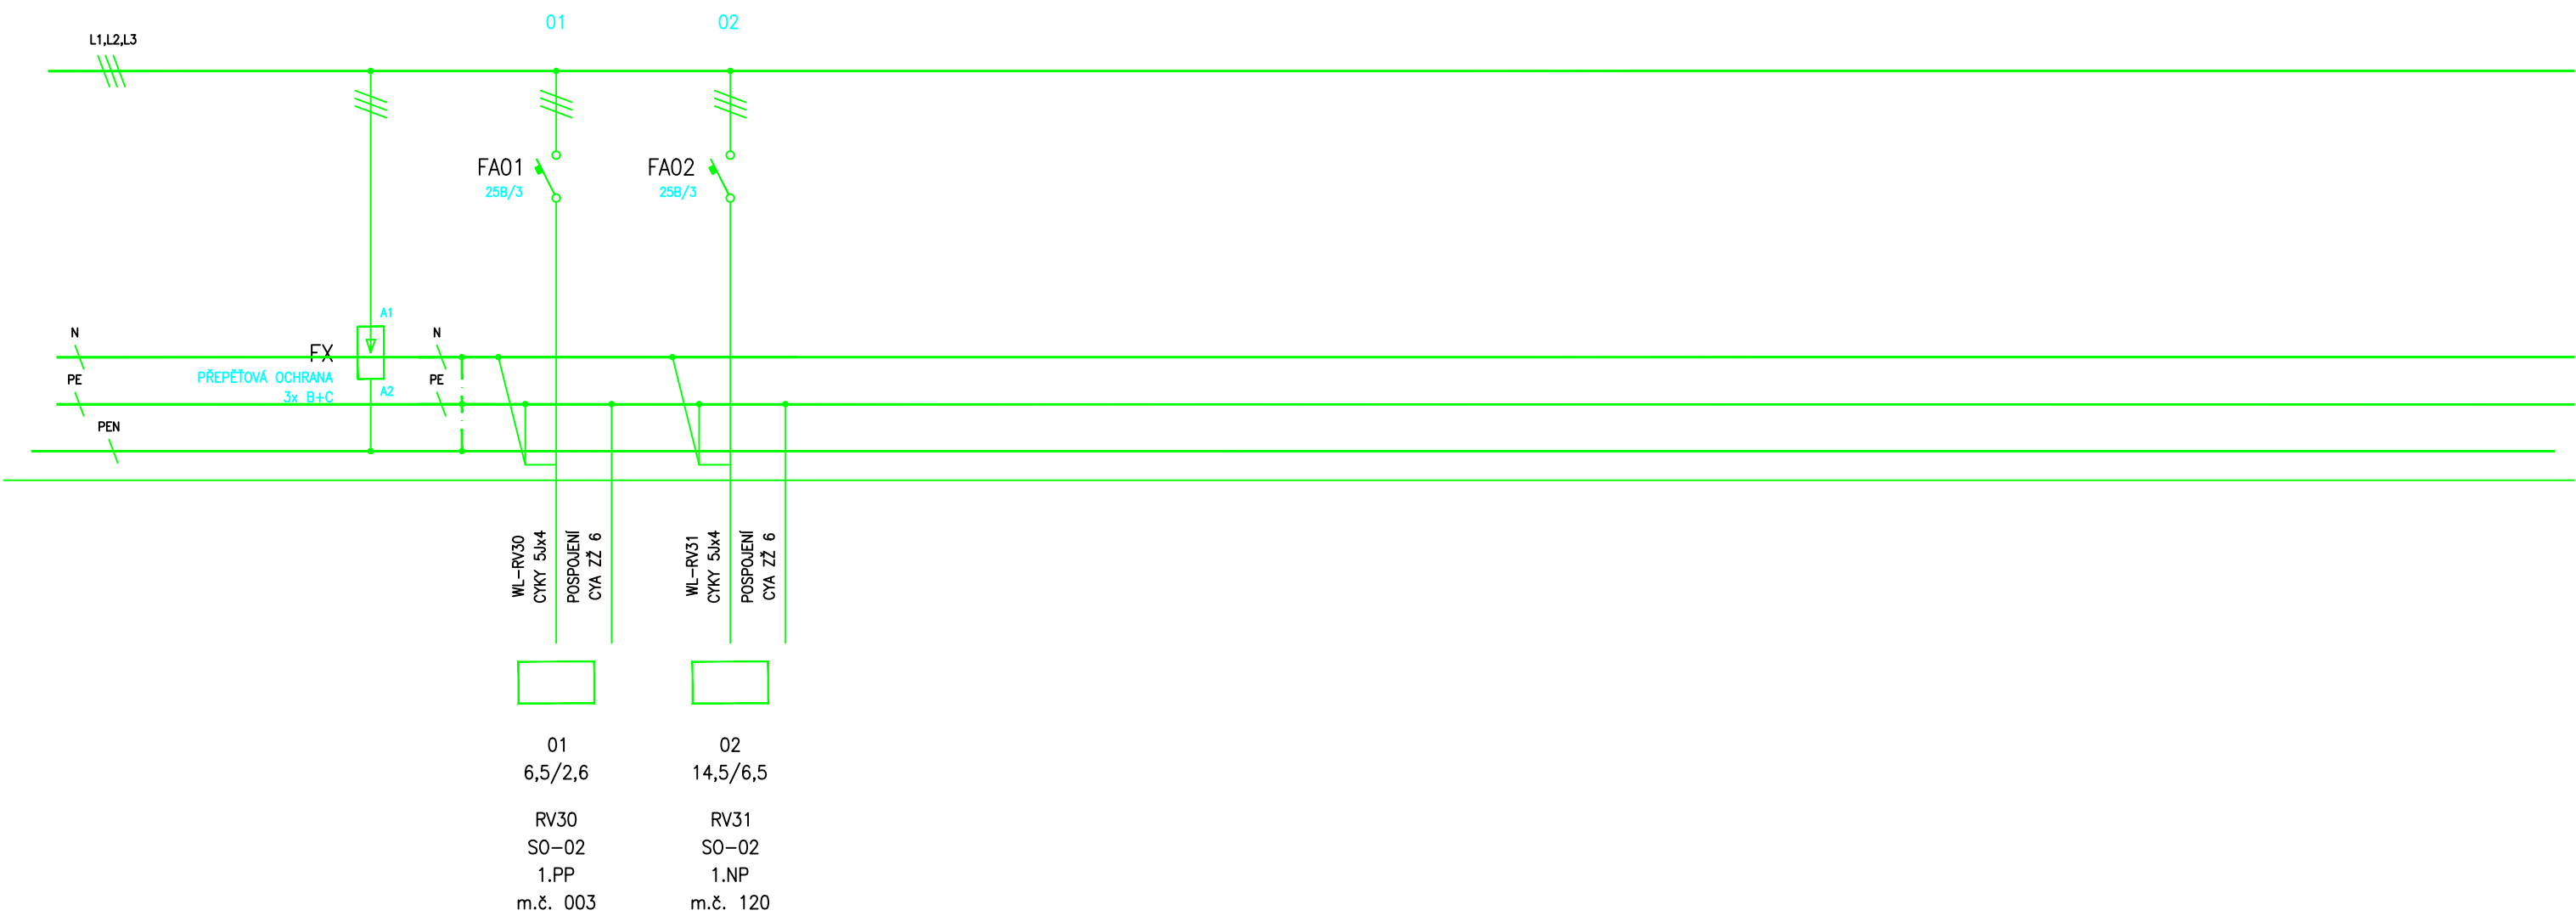 01
02
L1,L2,L3
FA01
25B/3
FA02
25B/3
A1
N
N
FX
PŘEPĚŤOVÁ OCHRANA
3x B+C
PE
PE
A2
PEN
WL-RV30
CYKY 5Jx4
POSPOJENÍ
CYA ZŽ 6
WL-RV31
CYKY 5Jx4
POSPOJENÍ
CYA ZŽ 6
01
6,5/2,6
RV30
SO-02
1.PP
m.č. 003
02
14,5/6,5
RV31
SO-02
1.NP
m.č. 120